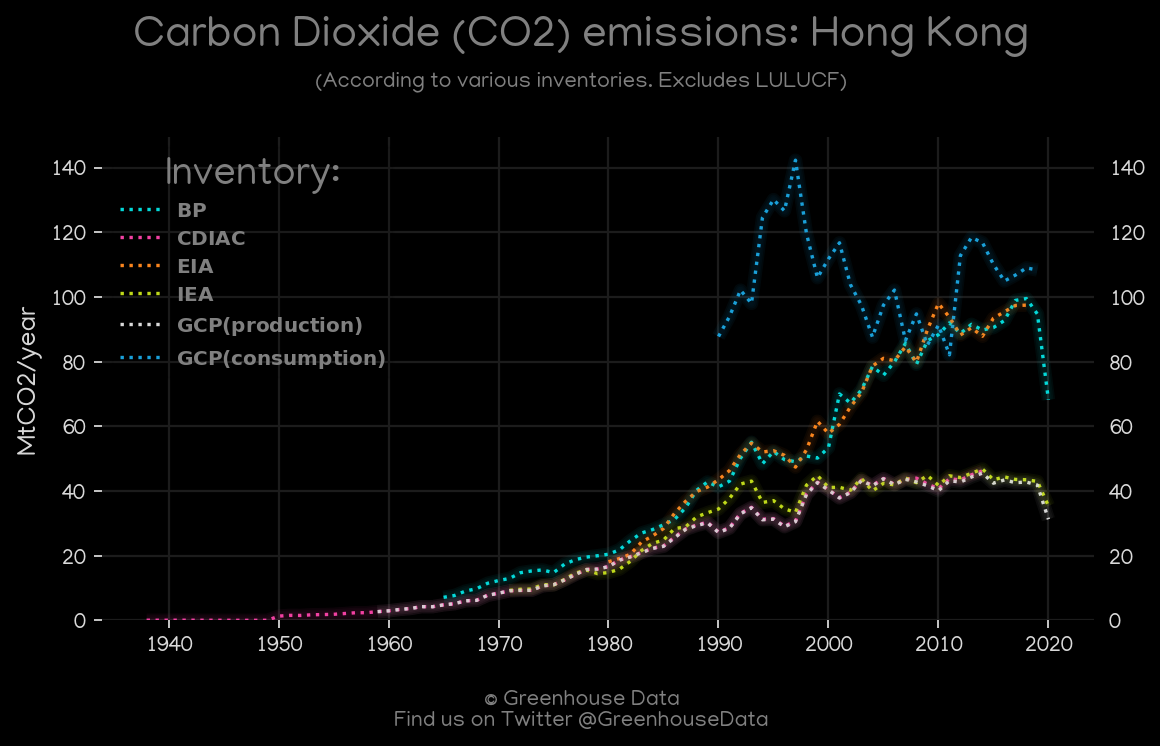 Carbon Dioxide (CO2) emissions: Hong Kong
(According to various inventories. Excludes LULUCF)
Inventory:
BP
CDIAC
EIA
IEA
GCP(production)
GCP(consumption)
MtCO2/year
140 140
120 120
100 100
80 80
60 60
40 40
20 20
0 0
1940 1950 1960 1970 1980 1990 2000 2010 2020
© Greenhouse Data
Find us on Twitter @GreenhouseData